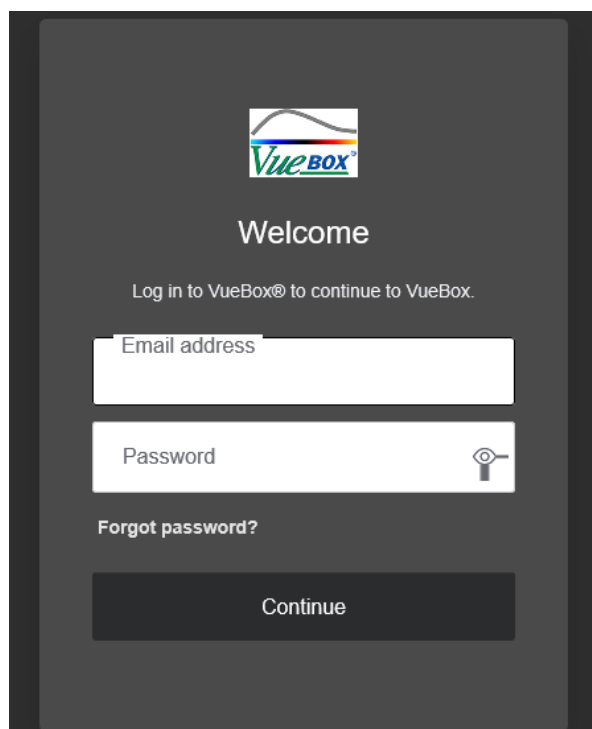 VueBOX®
Welcome
Log in to VueBox® to continue to VueBox.
Email address
Password
Forgot password?
Continue